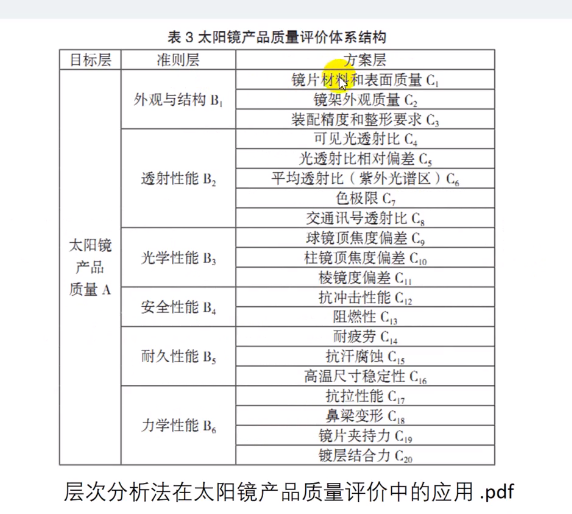 表 3 太阳镜产品质量评价体系结构
目标层 准则层 方案层
太阳镜
产品
质量 A
外观与结构 B₁
镜片材料和表面质量 C₁
镜架外观质量 C₂
装配精度和整形要求 C₃
透射性能 B₂
可见光透射比 C₄
光透射比相对偏差 C₅
平均透射比（紫外光谱区）C₆
色极限 C₇
交通讯号透射比 C₈
光学性能 B₃
球镜顶焦度偏差 C₉
柱镜顶焦度偏差 C₁₀
棱镜度偏差 C₁₁
安全性能 B₄
抗冲击性能 C₁₂
阻燃性 C₁₃
耐久性能 B₅
耐疲劳 C₁₄
抗汗腐蚀 C₁₅
高温尺寸稳定性 C₁₆
力学性能 B₆
抗拉性能 C₁₇
鼻梁变形 C₁₈
镜片夹持力 C₁₉
镀层结合力 C₂₀
层次分析法在太阳镜产品质量评价中的应用 .pdf